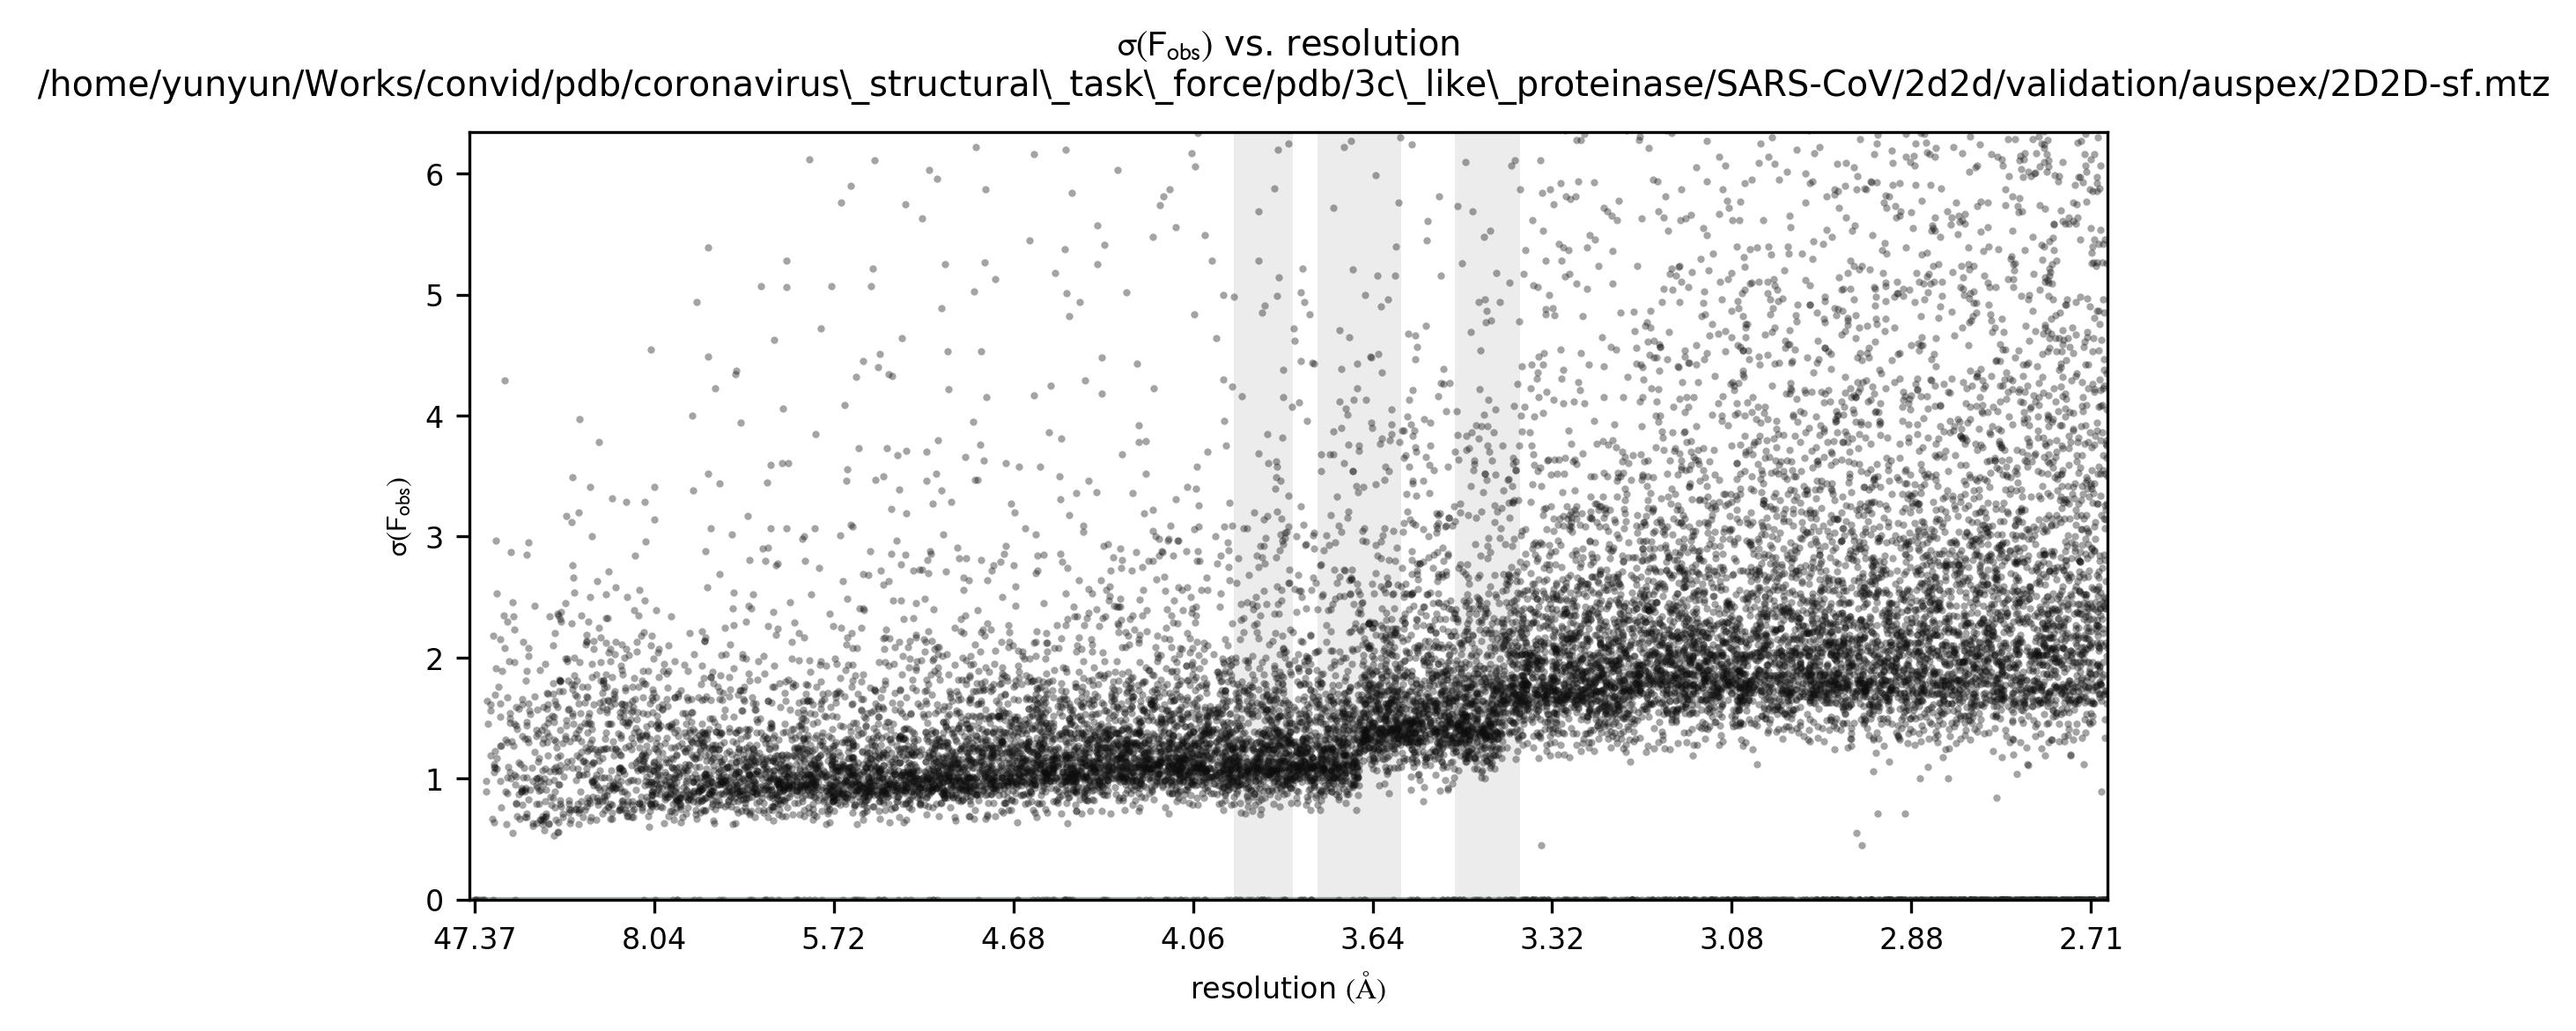 σ(F_obs) vs. resolution
/home/yunyun/Works/convid/pdb/coronavirus\_structural\_task\_force/pdb/3c\_like\_proteinase/SARS-CoV/2d2d/validation/auspex/2D2D-sf.mtz
σ(F_obs)
6
5
4
3
2
1
0
47.37 8.04 5.72 4.68 4.06 3.64 3.32 3.08 2.88 2.71
resolution (Å)